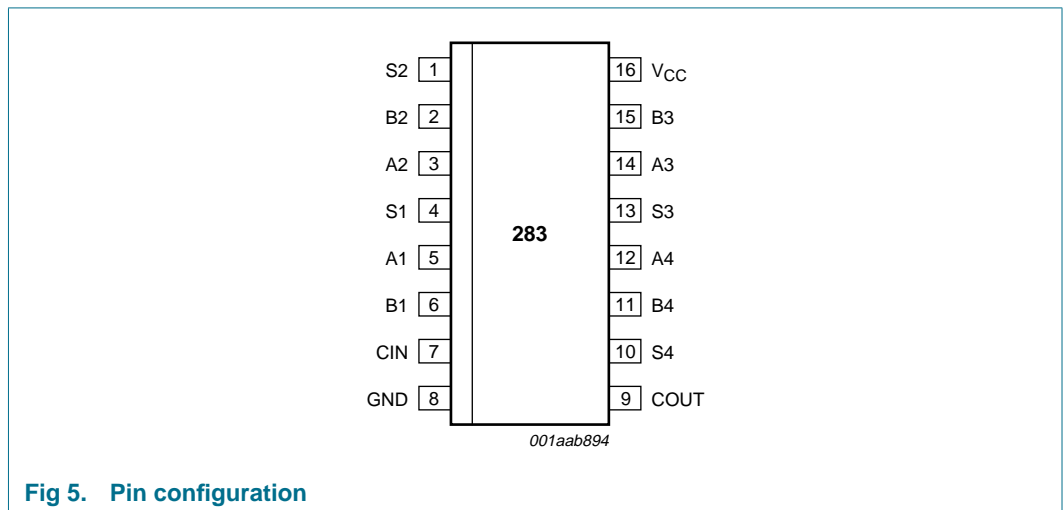 S2 1 16 VCC
B2 2 15 B3
A2 3 14 A3
S1 4 13 S3
283
A1 5 12 A4
B1 6 11 B4
CIN 7 10 S4
GND 8 9 COUT
001aab894
Fig 5. Pin configuration